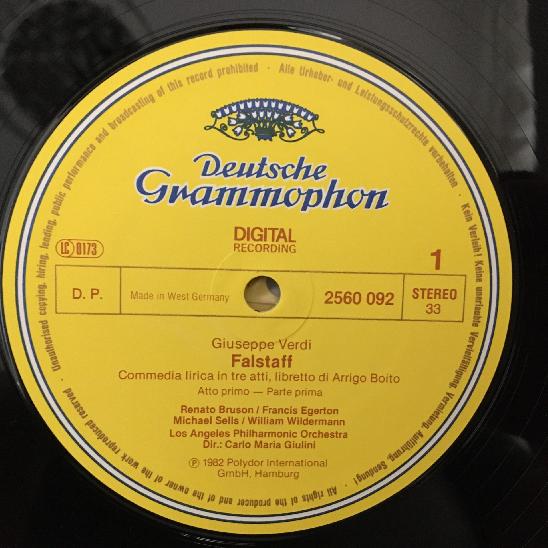 Deutsche
Grammophon
DIGITAL
RECORDING
LC 0173
1
D. P.
Made in West Germany
2560 092
STEREO
33
Giuseppe Verdi
Falstaff
Commedia lirica in tre atti, libretto di Arrigo Boito
Atto primo — Parte prima
Renato Bruson / Francis Egerton
Michael Sells / William Wildermann
Los Angeles Philharmonic Orchestra
Dir.: Carlo Maria Giulini
℗ 1982 Polydor International
GmbH, Hamburg
Alle Urheber- und Leistungsschutzrechte vorbehalten · Kein Verleih! Keine unerlaubte Vervielfältigung, Vermietung, Aufführung, Sendung! · All rights of the producer and of the owner of the work reproduced reserved · Unauthorised copying, hiring, lending, public performance and broadcasting of this record prohibited ·